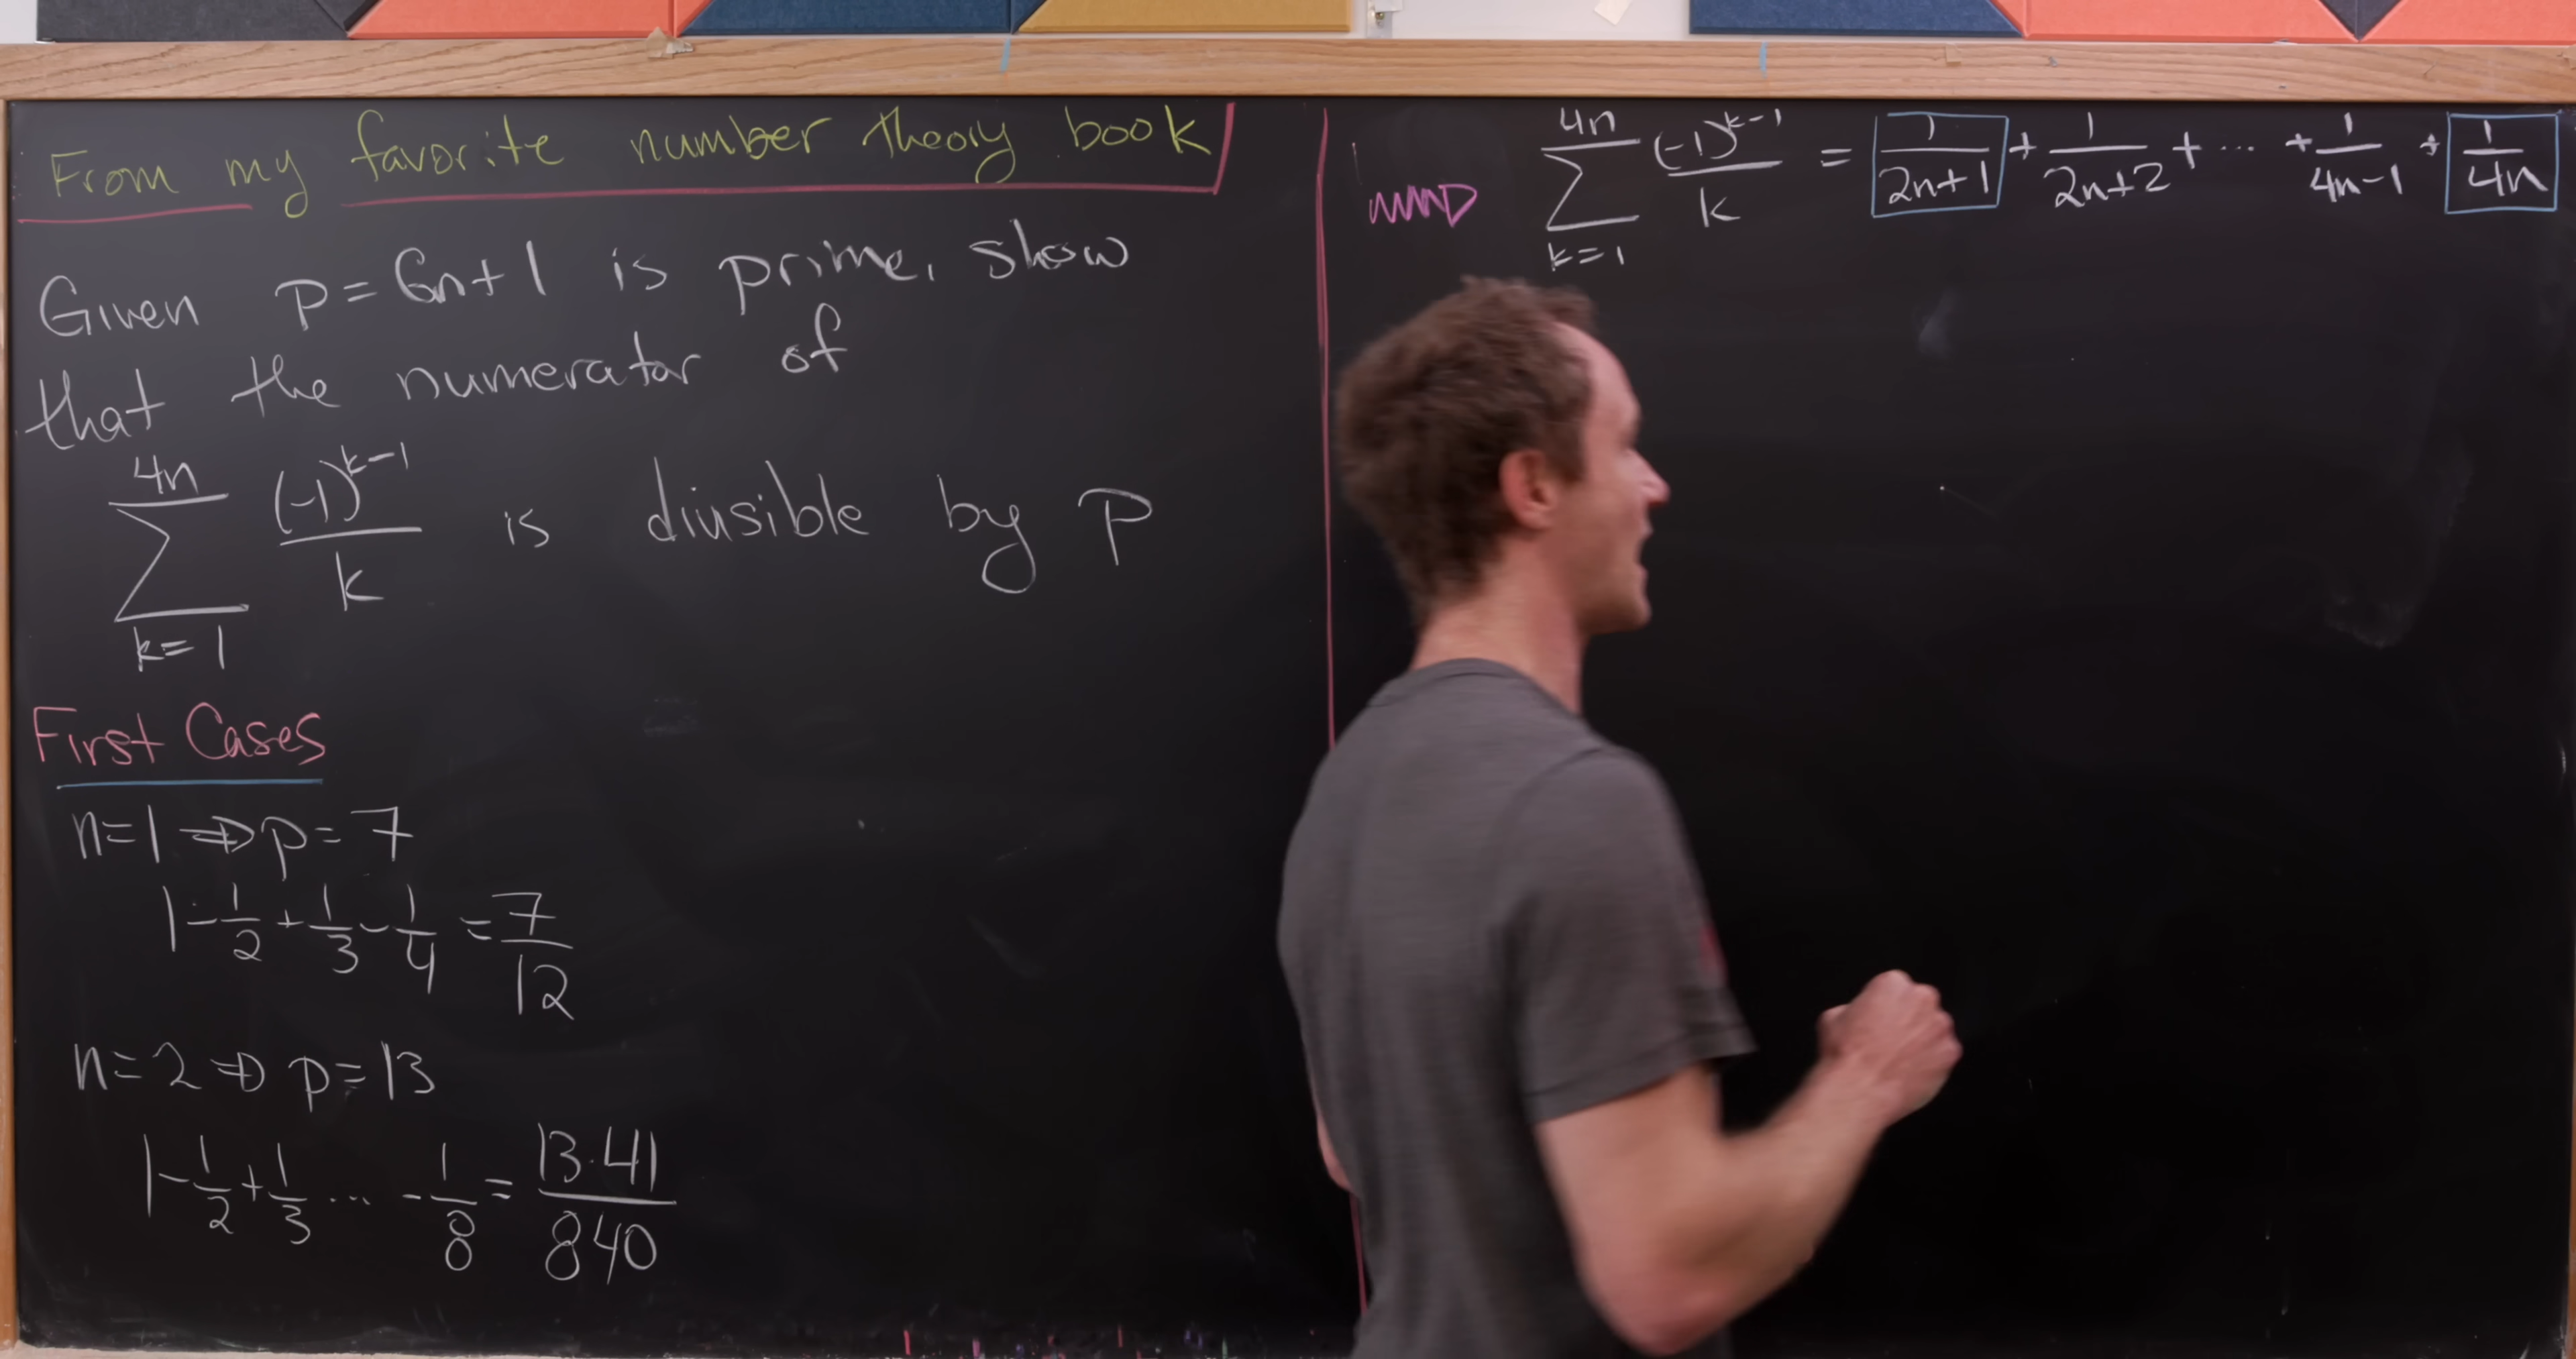 From my favorite number theory book
Given p=6n+1 is prime, show
that the numerator of
4n
∑ (-1)^{k-1} / k is divisible by p
k=1
First Cases
n=1 ⇒ p=7
1 - 1/2 + 1/3 - 1/4 = 7/12
n=2 ⇒ p=13
1 - 1/2 + 1/3 ... - 1/8 = 13·41/840
4n
∑ (-1)^{k-1} / k = 1/(2n+1) + 1/(2n+2) + ... + 1/(4n-1) + 1/(4n)
k=1